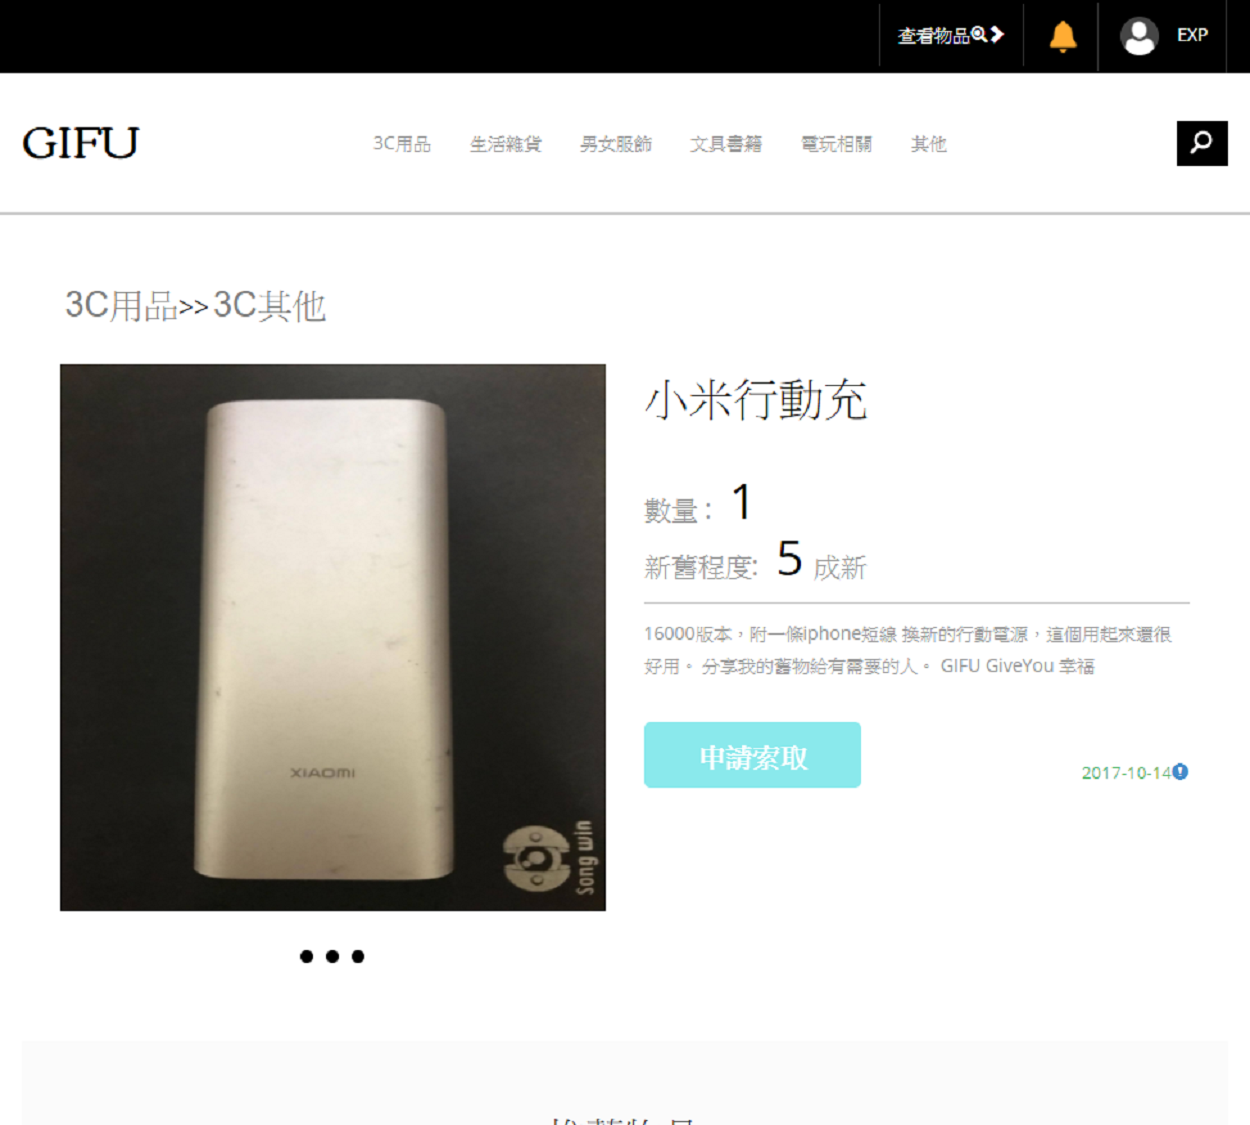 查看物品
EXP
GIFU
3C用品 生活雜貨 男女服飾 文具書籍 電玩相關 其他
3C用品>>3C其他
小米行動充
數量： 1
新舊程度: 5 成新
16000版本，附一條iphone短線 換新的行動電源，這個用起來還很
好用。 分享我的舊物給有需要的人。 GIFU GiveYou 幸福
申請索取
2017-10-14
XIAOMI
Song win